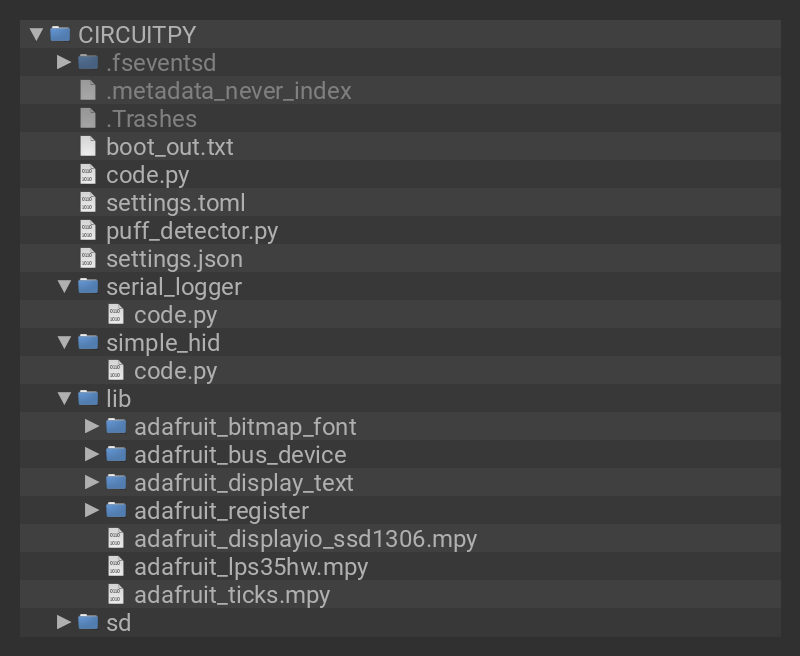 CIRCUITPY
.fseventsd
.metadata_never_index
.Trashes
boot_out.txt
code.py
settings.toml
puff_detector.py
settings.json
serial_logger
code.py
simple_hid
code.py
lib
adafruit_bitmap_font
adafruit_bus_device
adafruit_display_text
adafruit_register
adafruit_displayio_ssd1306.mpy
adafruit_lps35hw.mpy
adafruit_ticks.mpy
sd